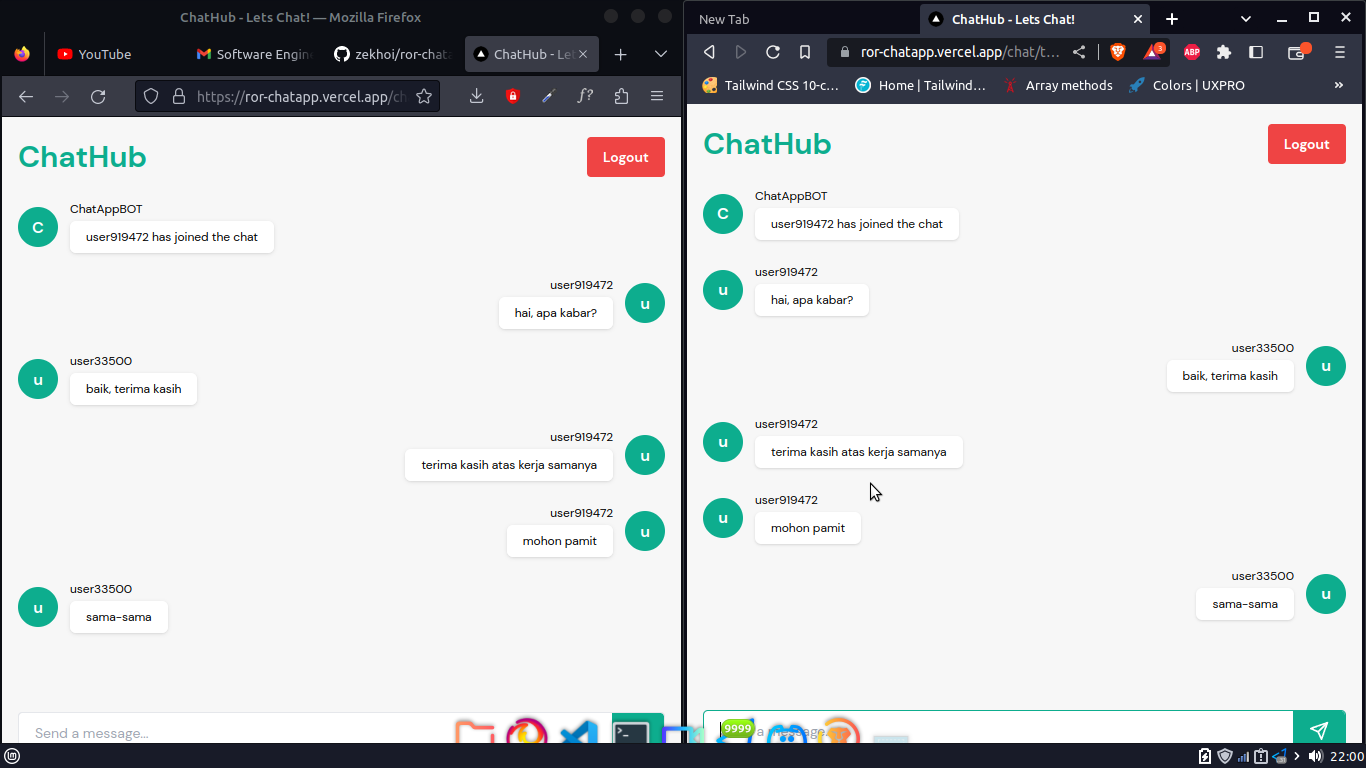 ChatHub - Lets Chat! — Mozilla Firefox
YouTube
Software Engin
zekhoi/ror-chata
ChatHub - Let
https://ror-chatapp.vercel.app/ch
ChatHub
Logout
C
ChatAppBOT
user919472 has joined the chat
user919472
hai, apa kabar?
u
user33500
u
baik, terima kasih
user919472
terima kasih atas kerja samanya
u
user919472
mohon pamit
u
user33500
u
sama-sama
Send a message...
New Tab
ChatHub - Lets Chat!
ror-chatapp.vercel.app/chat/t...
3
ABP
Tailwind CSS 10-c...
Home | Tailwind...
Array methods
Colors | UXPRO
»
ChatHub
Logout
C
ChatAppBOT
user919472 has joined the chat
user919472
u
hai, apa kabar?
user33500
baik, terima kasih
u
user919472
u
terima kasih atas kerja samanya
user919472
u
mohon pamit
user33500
sama-sama
u
9999
22:00